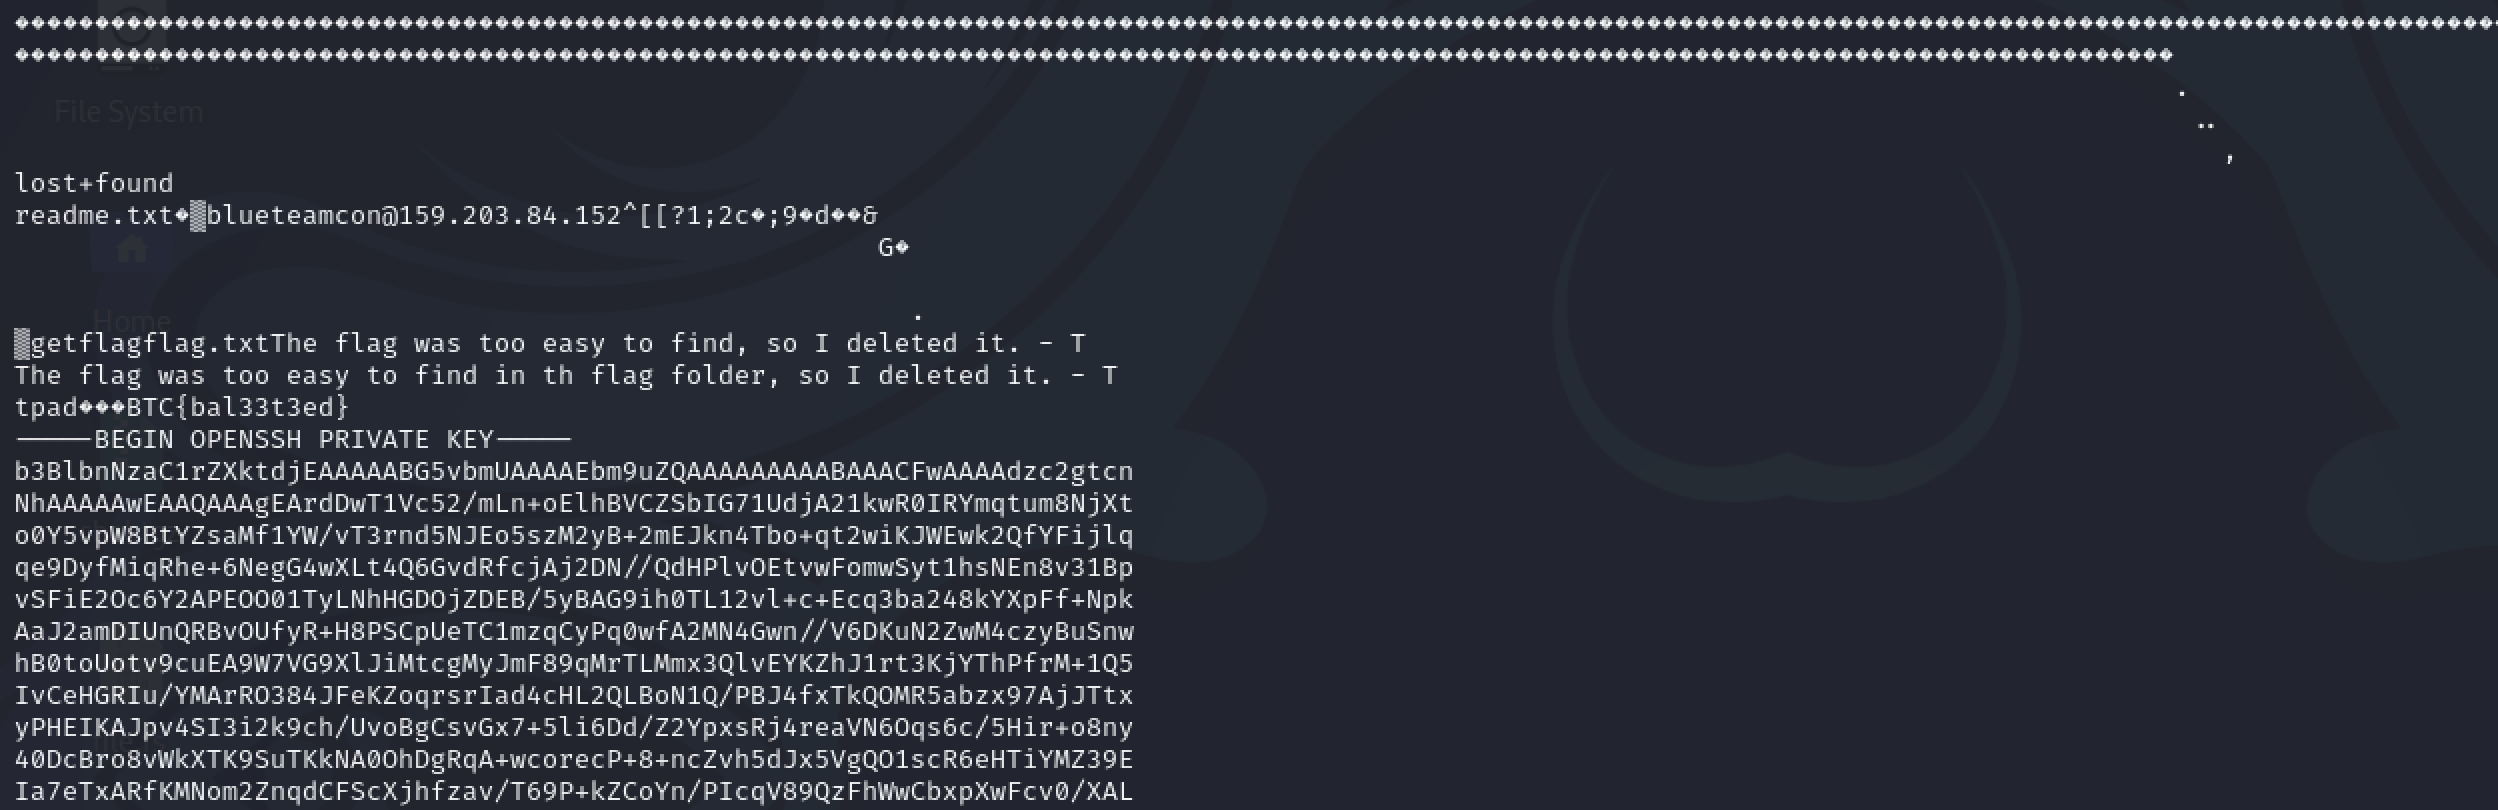 File System
lost+found
readme.txt�▒blueteamcon@159.203.84.152^[[?1;2c�;9�d��&
G�
Home
▒getflagflag.txtThe flag was too easy to find, so I deleted it. - T
The flag was too easy to find in th flag folder, so I deleted it. - T
tpad���BTC{bal33t3ed}
-----BEGIN OPENSSH PRIVATE KEY-----
b3BlbnNzaC1rZXktdjEAAAAABG5vbmUAAAAEbm9uZQAAAAAAAAABAAACFwAAAAdzc2gtcn
NhAAAAAwEAAQAAAgEArdDwT1Vc52/mLn+oElhBVCZSbIG71UdjA21kwR0IRYmqtum8NjXt
o0Y5vpW8BtYZsaMf1YW/vT3rnd5NJEo5szM2yB+2mEJkn4Tbo+qt2wiKJWEwk2QfYFijlq
qe9DyfMiqRhe+6NegG4wXLt4Q6GvdRfcjAj2DN//QdHPlvOEtvwFomwSyt1hsNEn8v31Bp
vSFiE2Oc6Y2APEOO01TyLNhHGDOjZDEB/5yBAG9ih0TL12vl+c+Ecq3ba248kYXpFf+Npk
AaJ2amDIUnQRBvOUfyR+H8PSCpUeTC1mzqCyPq0wfA2MN4Gwn//V6DKuN2ZwM4czyBuSnw
hB0toUotv9cuEA9W7VG9XlJiMtcgMyJmF89qMrTLMmx3QlvEYKZhJ1rt3KjYThPfrM+1Q5
IvCeHGRIu/YMArRO384JFeKZoqrsrIad4cHL2QLBoN1Q/PBJ4fxTkQOMR5abzx97AjJTtx
yPHEIKAJpv4SI3i2k9ch/UvoBgCsvGx7+5li6Dd/Z2YpxsRj4reaVN6Oqs6c/5Hir+o8ny
40DcBro8vWkXTK9SuTKkNA0OhDgRqA+wcorecP+8+ncZvh5dJx5VgQO1scR6eHTiYMZ39E
Ia7eTxARfKMNom2ZnqdCFScXjhfzav/T69P+kZCoYn/PIcqV89QzFhWwCbxpXwFcv0/XAL